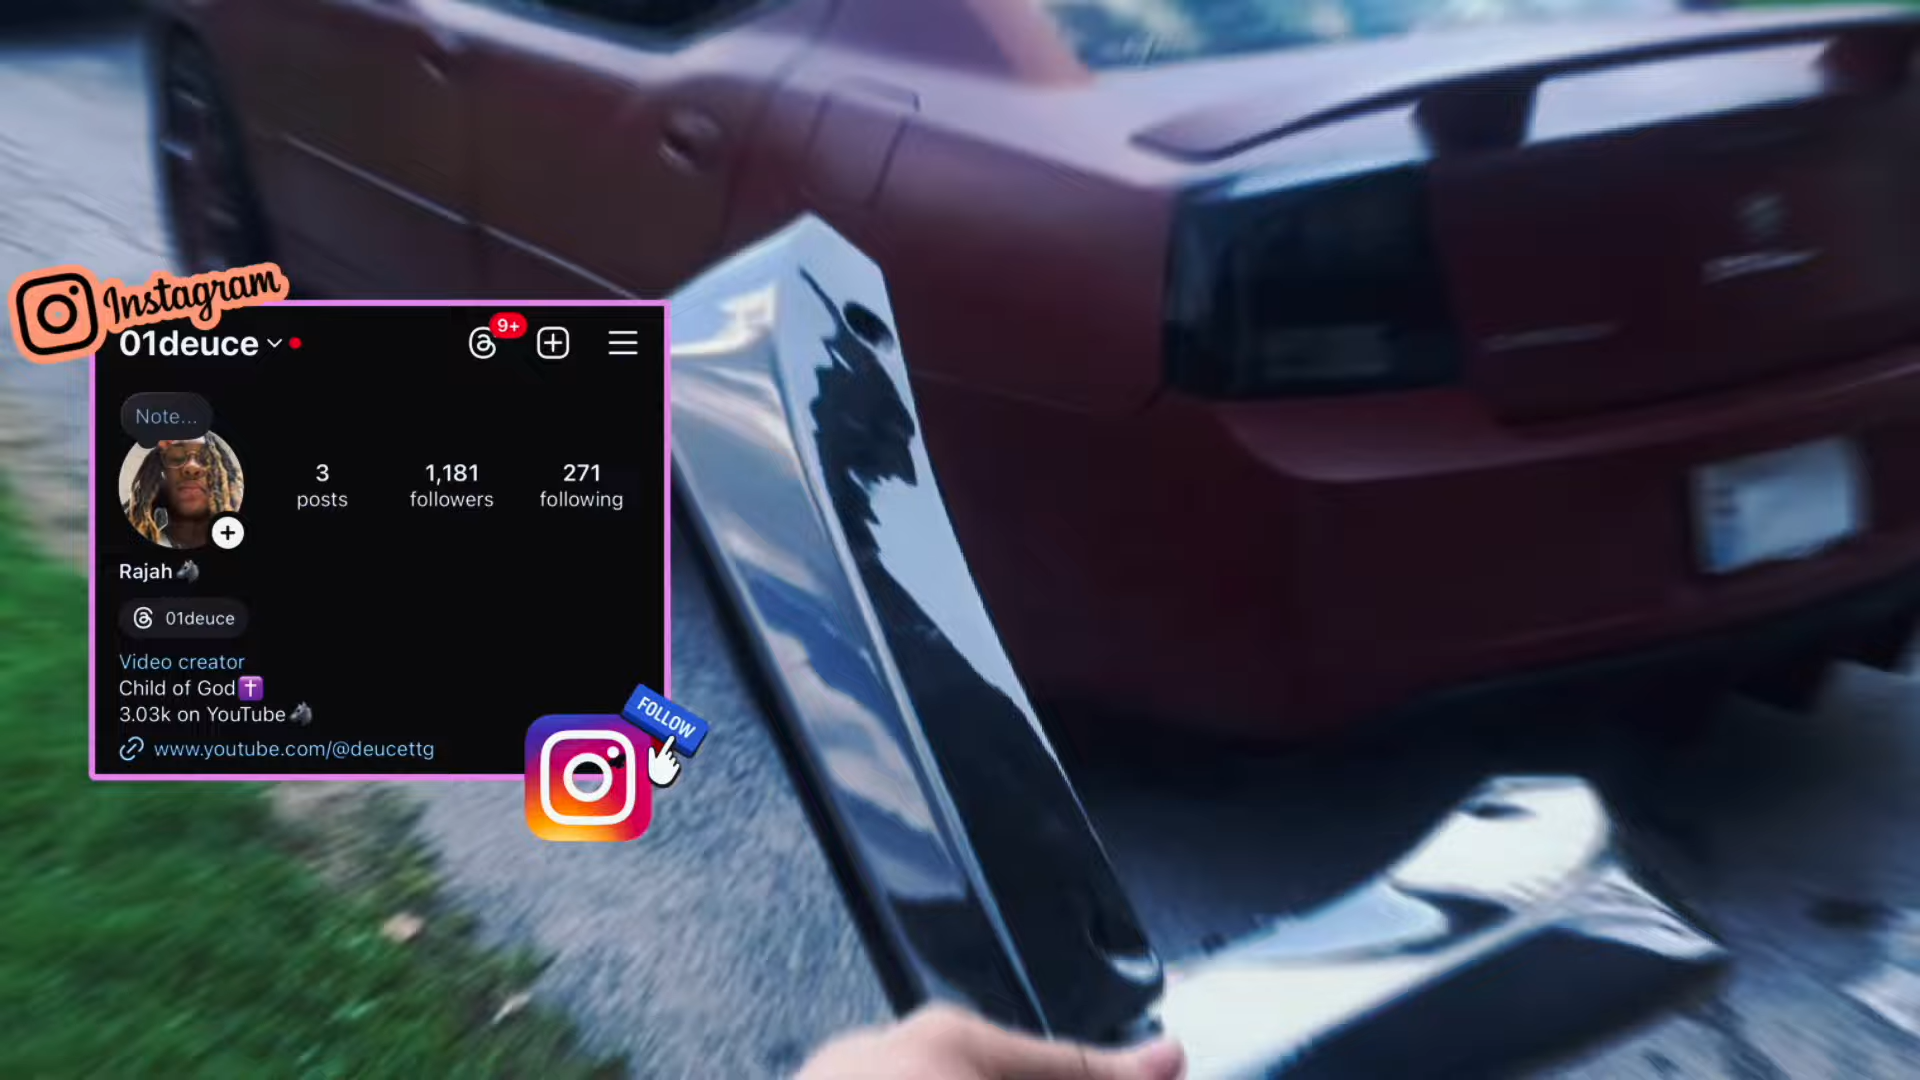 Instagram
01deuce
9+
Note...
3
posts
1,181
followers
271
following
Rajah
01deuce
Video creator
Child of God
3.03k on YouTube
www.youtube.com/@deucettg
FOLLOW